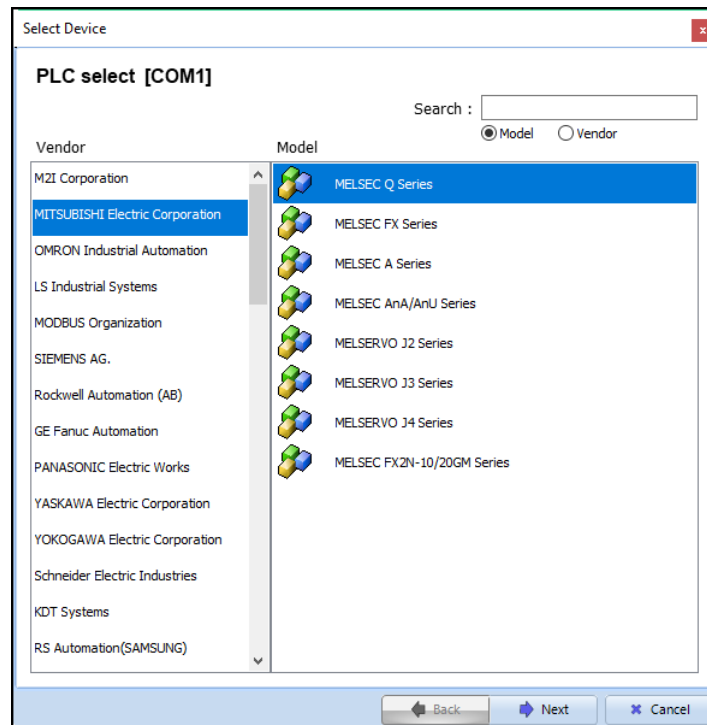 Select Device
x
PLC select [COM1]
Search :
Model
Vendor
Vendor
Model
M2I Corporation
MITSUBISHI Electric Corporation
OMRON Industrial Automation
LS Industrial Systems
MODBUS Organization
SIEMENS AG.
Rockwell Automation (AB)
GE Fanuc Automation
PANASONIC Electric Works
YASKAWA Electric Corporation
YOKOGAWA Electric Corporation
Schneider Electric Industries
KDT Systems
RS Automation(SAMSUNG)
MELSEC Q Series
MELSEC FX Series
MELSEC A Series
MELSEC AnA/AnU Series
MELSERVO J2 Series
MELSERVO J3 Series
MELSERVO J4 Series
MELSEC FX2N-10/20GM Series
Back
Next
Cancel